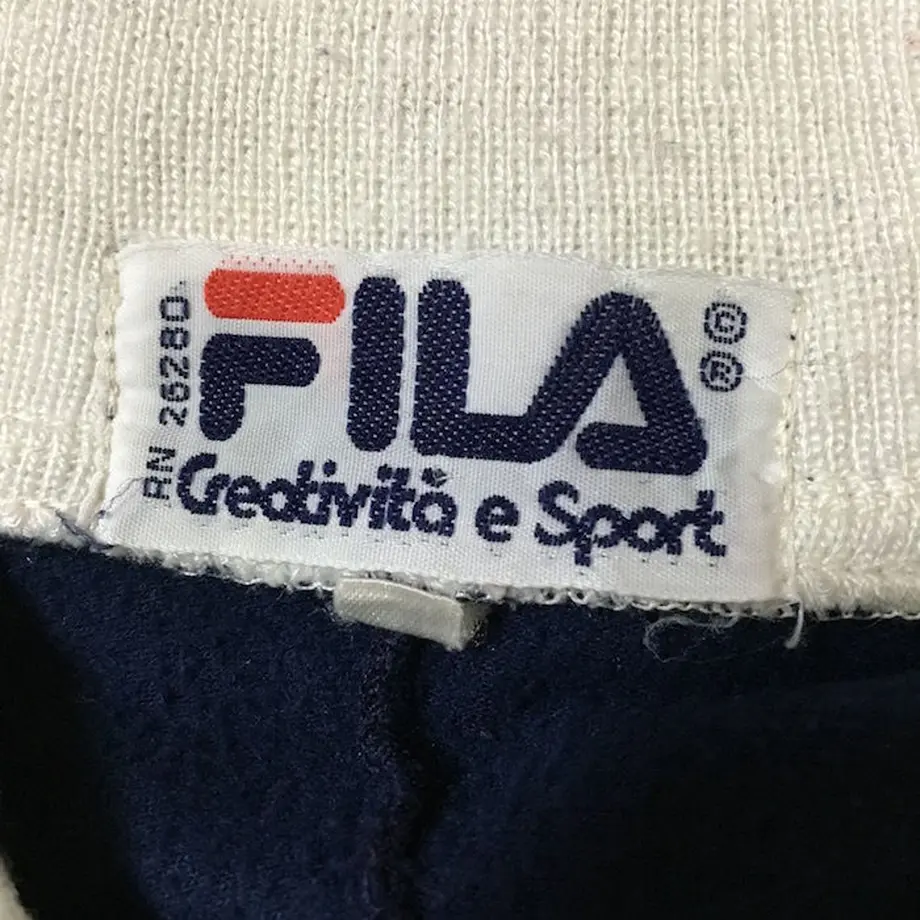 FILA
Creatività e Sport
RN 26280
©
®